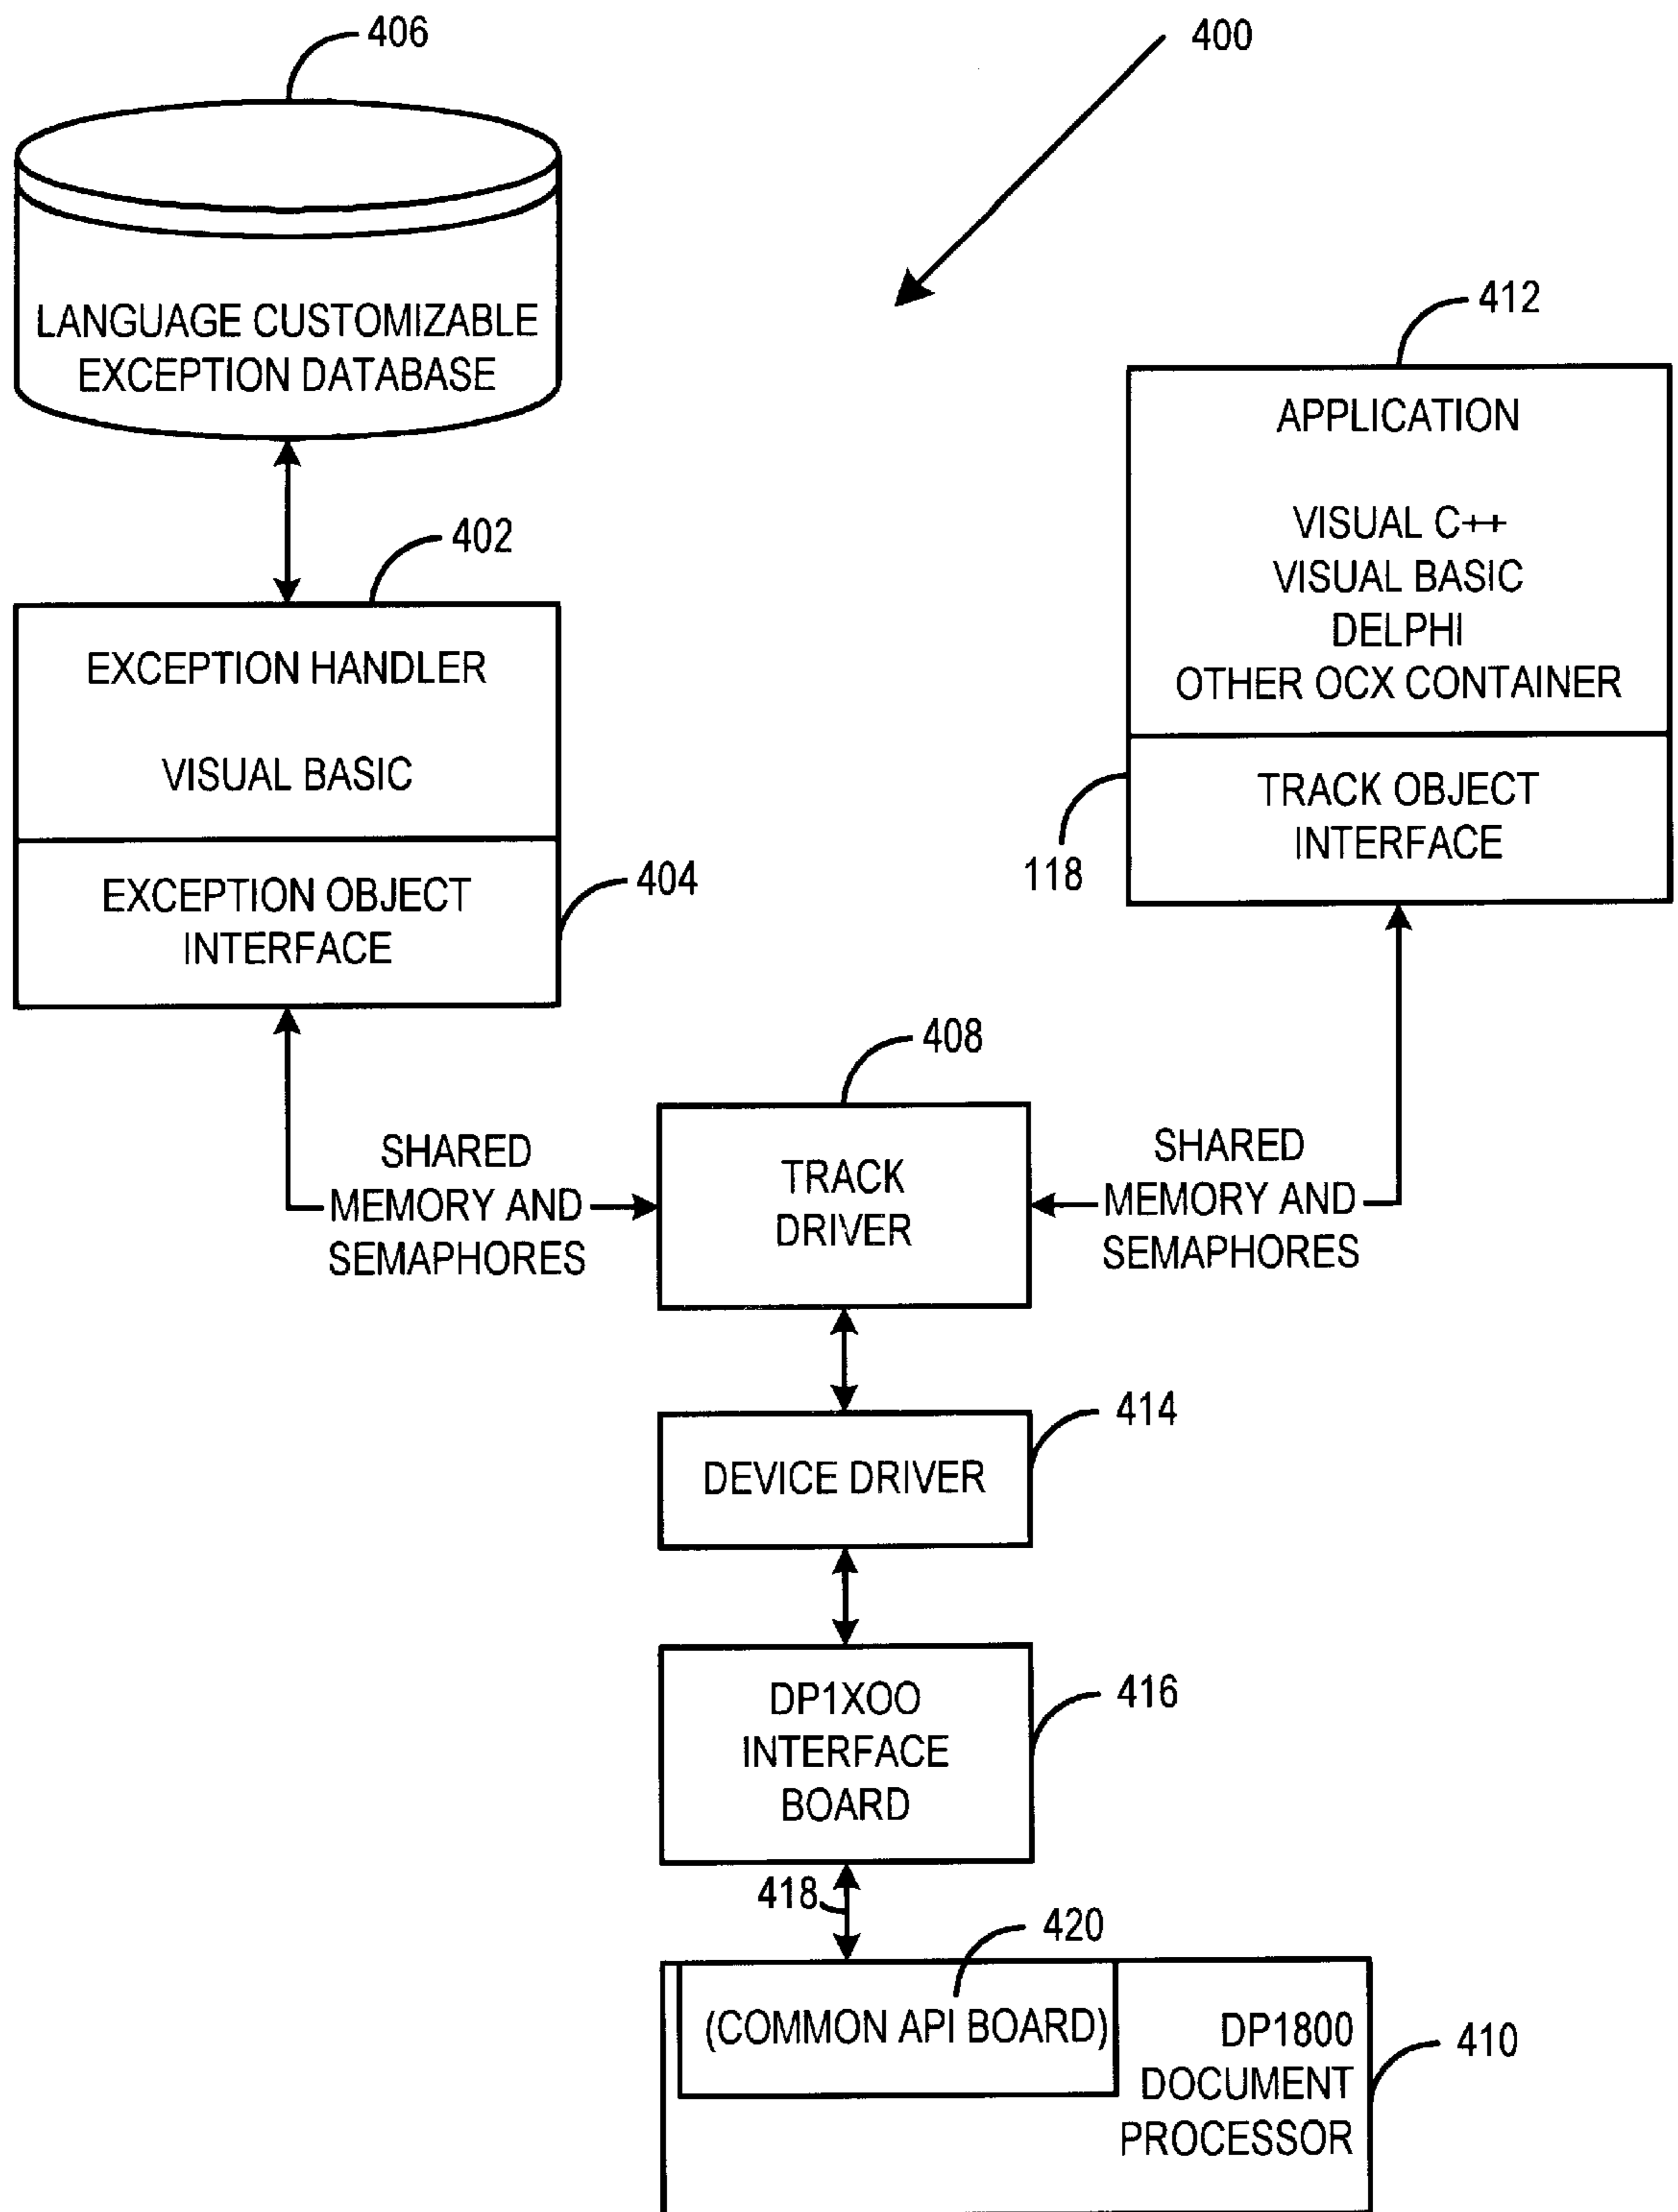 406
400
LANGUAGE CUSTOMIZABLE
EXCEPTION DATABASE
412
APPLICATION
VISUAL C++
VISUAL BASIC
DELPHI
OTHER OCX CONTAINER
402
EXCEPTION HANDLER
VISUAL BASIC
TRACK OBJECT
INTERFACE
118
EXCEPTION OBJECT
INTERFACE
404
408
SHARED
MEMORY AND
SEMAPHORES
TRACK
DRIVER
SHARED
MEMORY AND
SEMAPHORES
414
DEVICE DRIVER
DP1XOO
INTERFACE
BOARD
416
418
420
(COMMON API BOARD)
DP1800
DOCUMENT
PROCESSOR
410